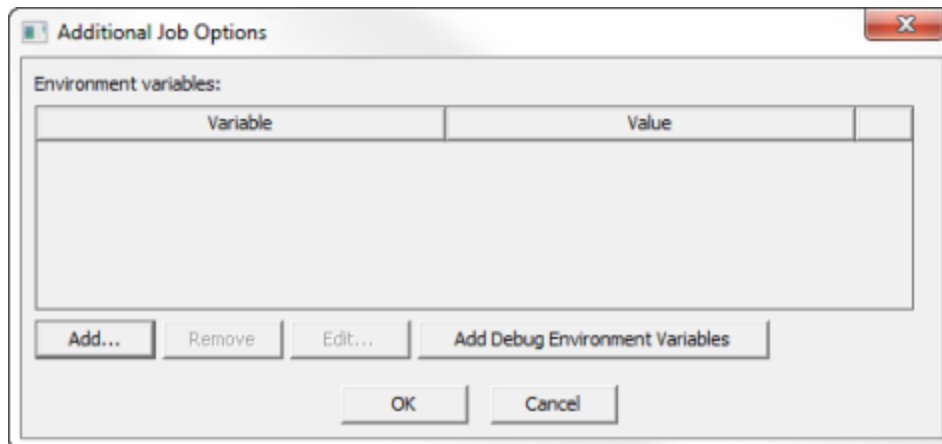 Additional Job Options
Environment variables:
Variable Value
Add... Remove Edit... Add Debug Environment Variables
OK Cancel